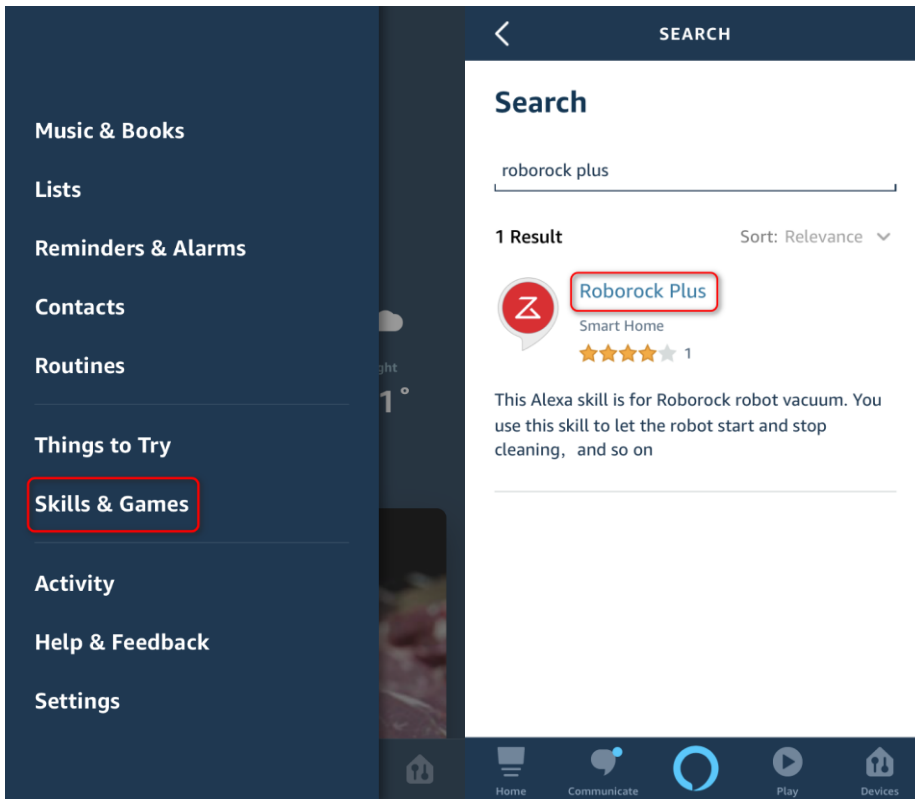 Music & Books
Lists
Reminders & Alarms
Contacts
Routines
Things to Try
Skills & Games
Activity
Help & Feedback
Settings
ght
1°
SEARCH
Search
roborock plus
1 Result
Sort: Relevance
Roborock Plus
Smart Home
1
This Alexa skill is for Roborock robot vacuum. You
use this skill to let the robot start and stop
cleaning，and so on
Home
Communicate
Play
Devices